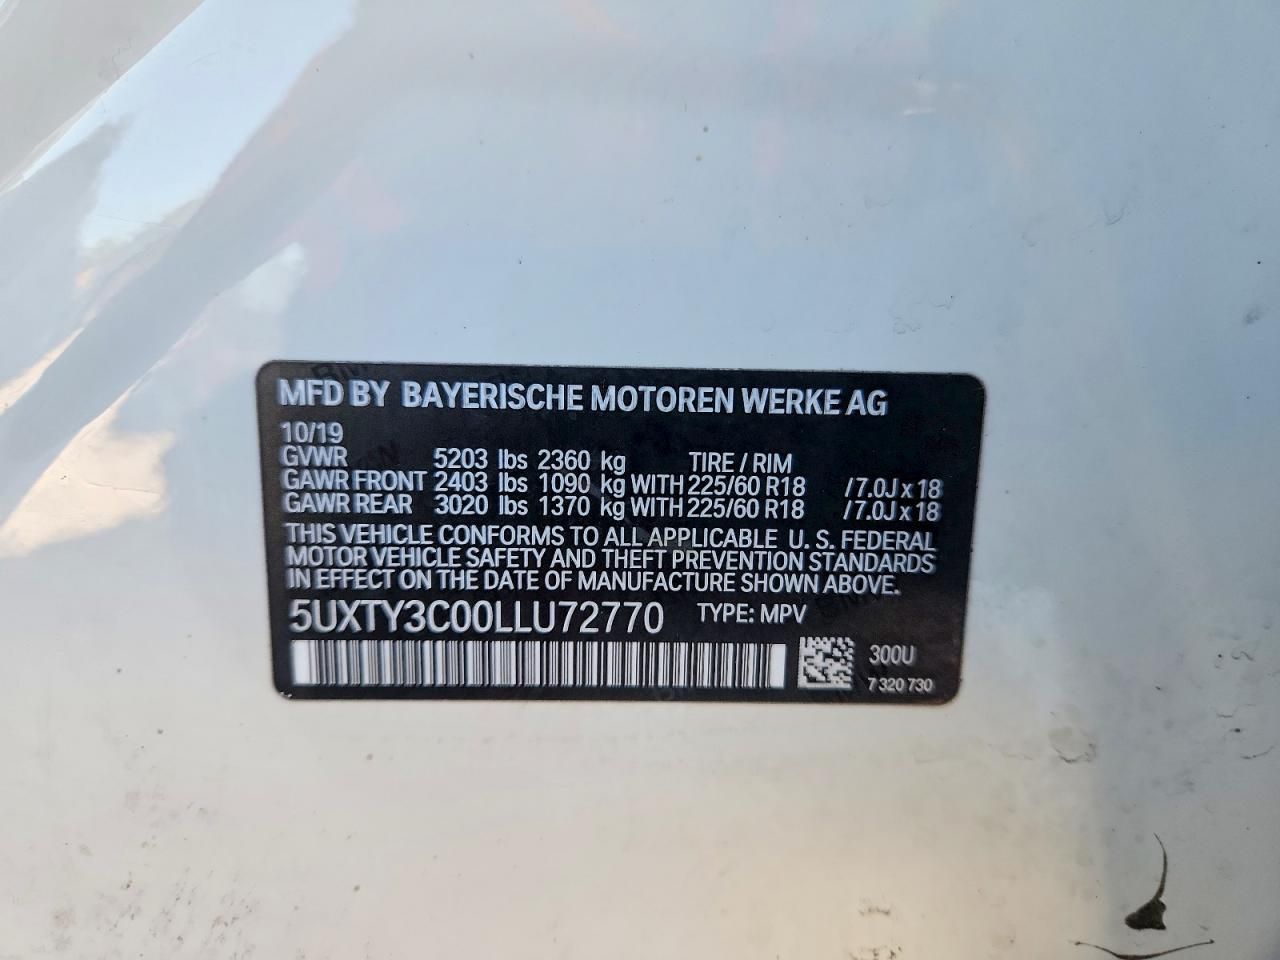 MFD BY BAYERISCHE MOTOREN WERKE AG
10/19
GVWR 5203 lbs 2360 kg TIRE / RIM
GAWR FRONT 2403 lbs 1090 kg WITH 225/60 R18 / 7.0J x 18
GAWR REAR 3020 lbs 1370 kg WITH 225/60 R18 / 7.0J x 18
THIS VEHICLE CONFORMS TO ALL APPLICABLE U. S. FEDERAL
MOTOR VEHICLE SAFETY AND THEFT PREVENTION STANDARDS
IN EFFECT ON THE DATE OF MANUFACTURE SHOWN ABOVE.
5UXTY3C00LLU72770 TYPE: MPV
300U
7 320 730